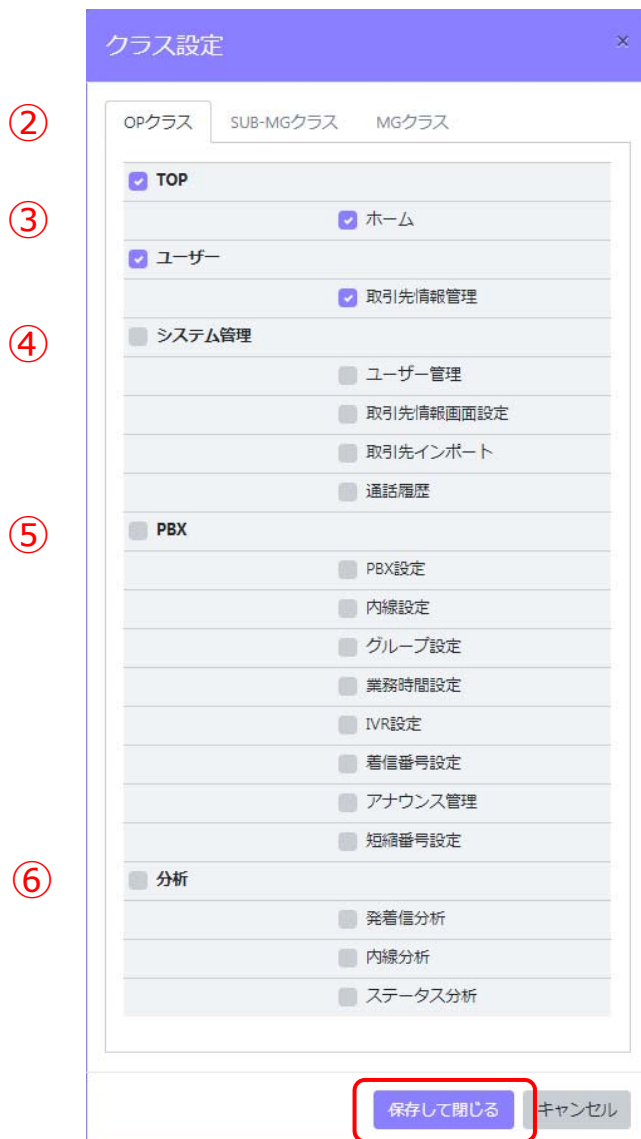 クラス設定 ×
② OPクラス SUB-MGクラス MGクラス
TOP
③ ホーム
ユーザー
取引先情報管理
④ システム管理
ユーザー管理
取引先情報画面設定
取引先インポート
通話履歴
⑤ PBX
PBX設定
内線設定
グループ設定
業務時間設定
IVR設定
着信番号設定
アナウンス管理
短縮番号設定
⑥ 分析
発着信分析
内線分析
ステータス分析
保存して閉じる キャンセル